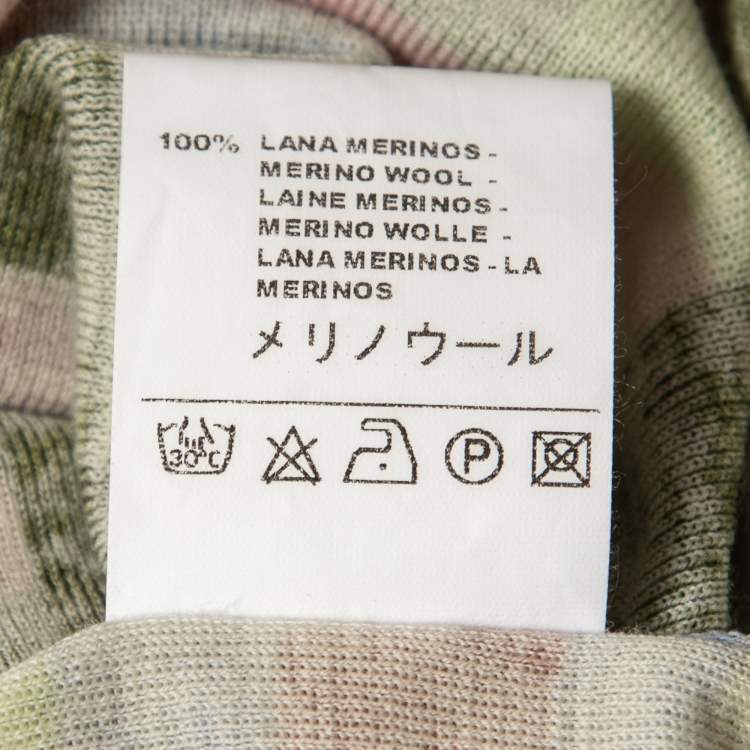 100% LANA MERINOS -
MERINO WOOL -
LAINE MERINOS -
MERINO WOLLE -
LANA MERINOS - LA
MERINOS
メリノウール
30°C P